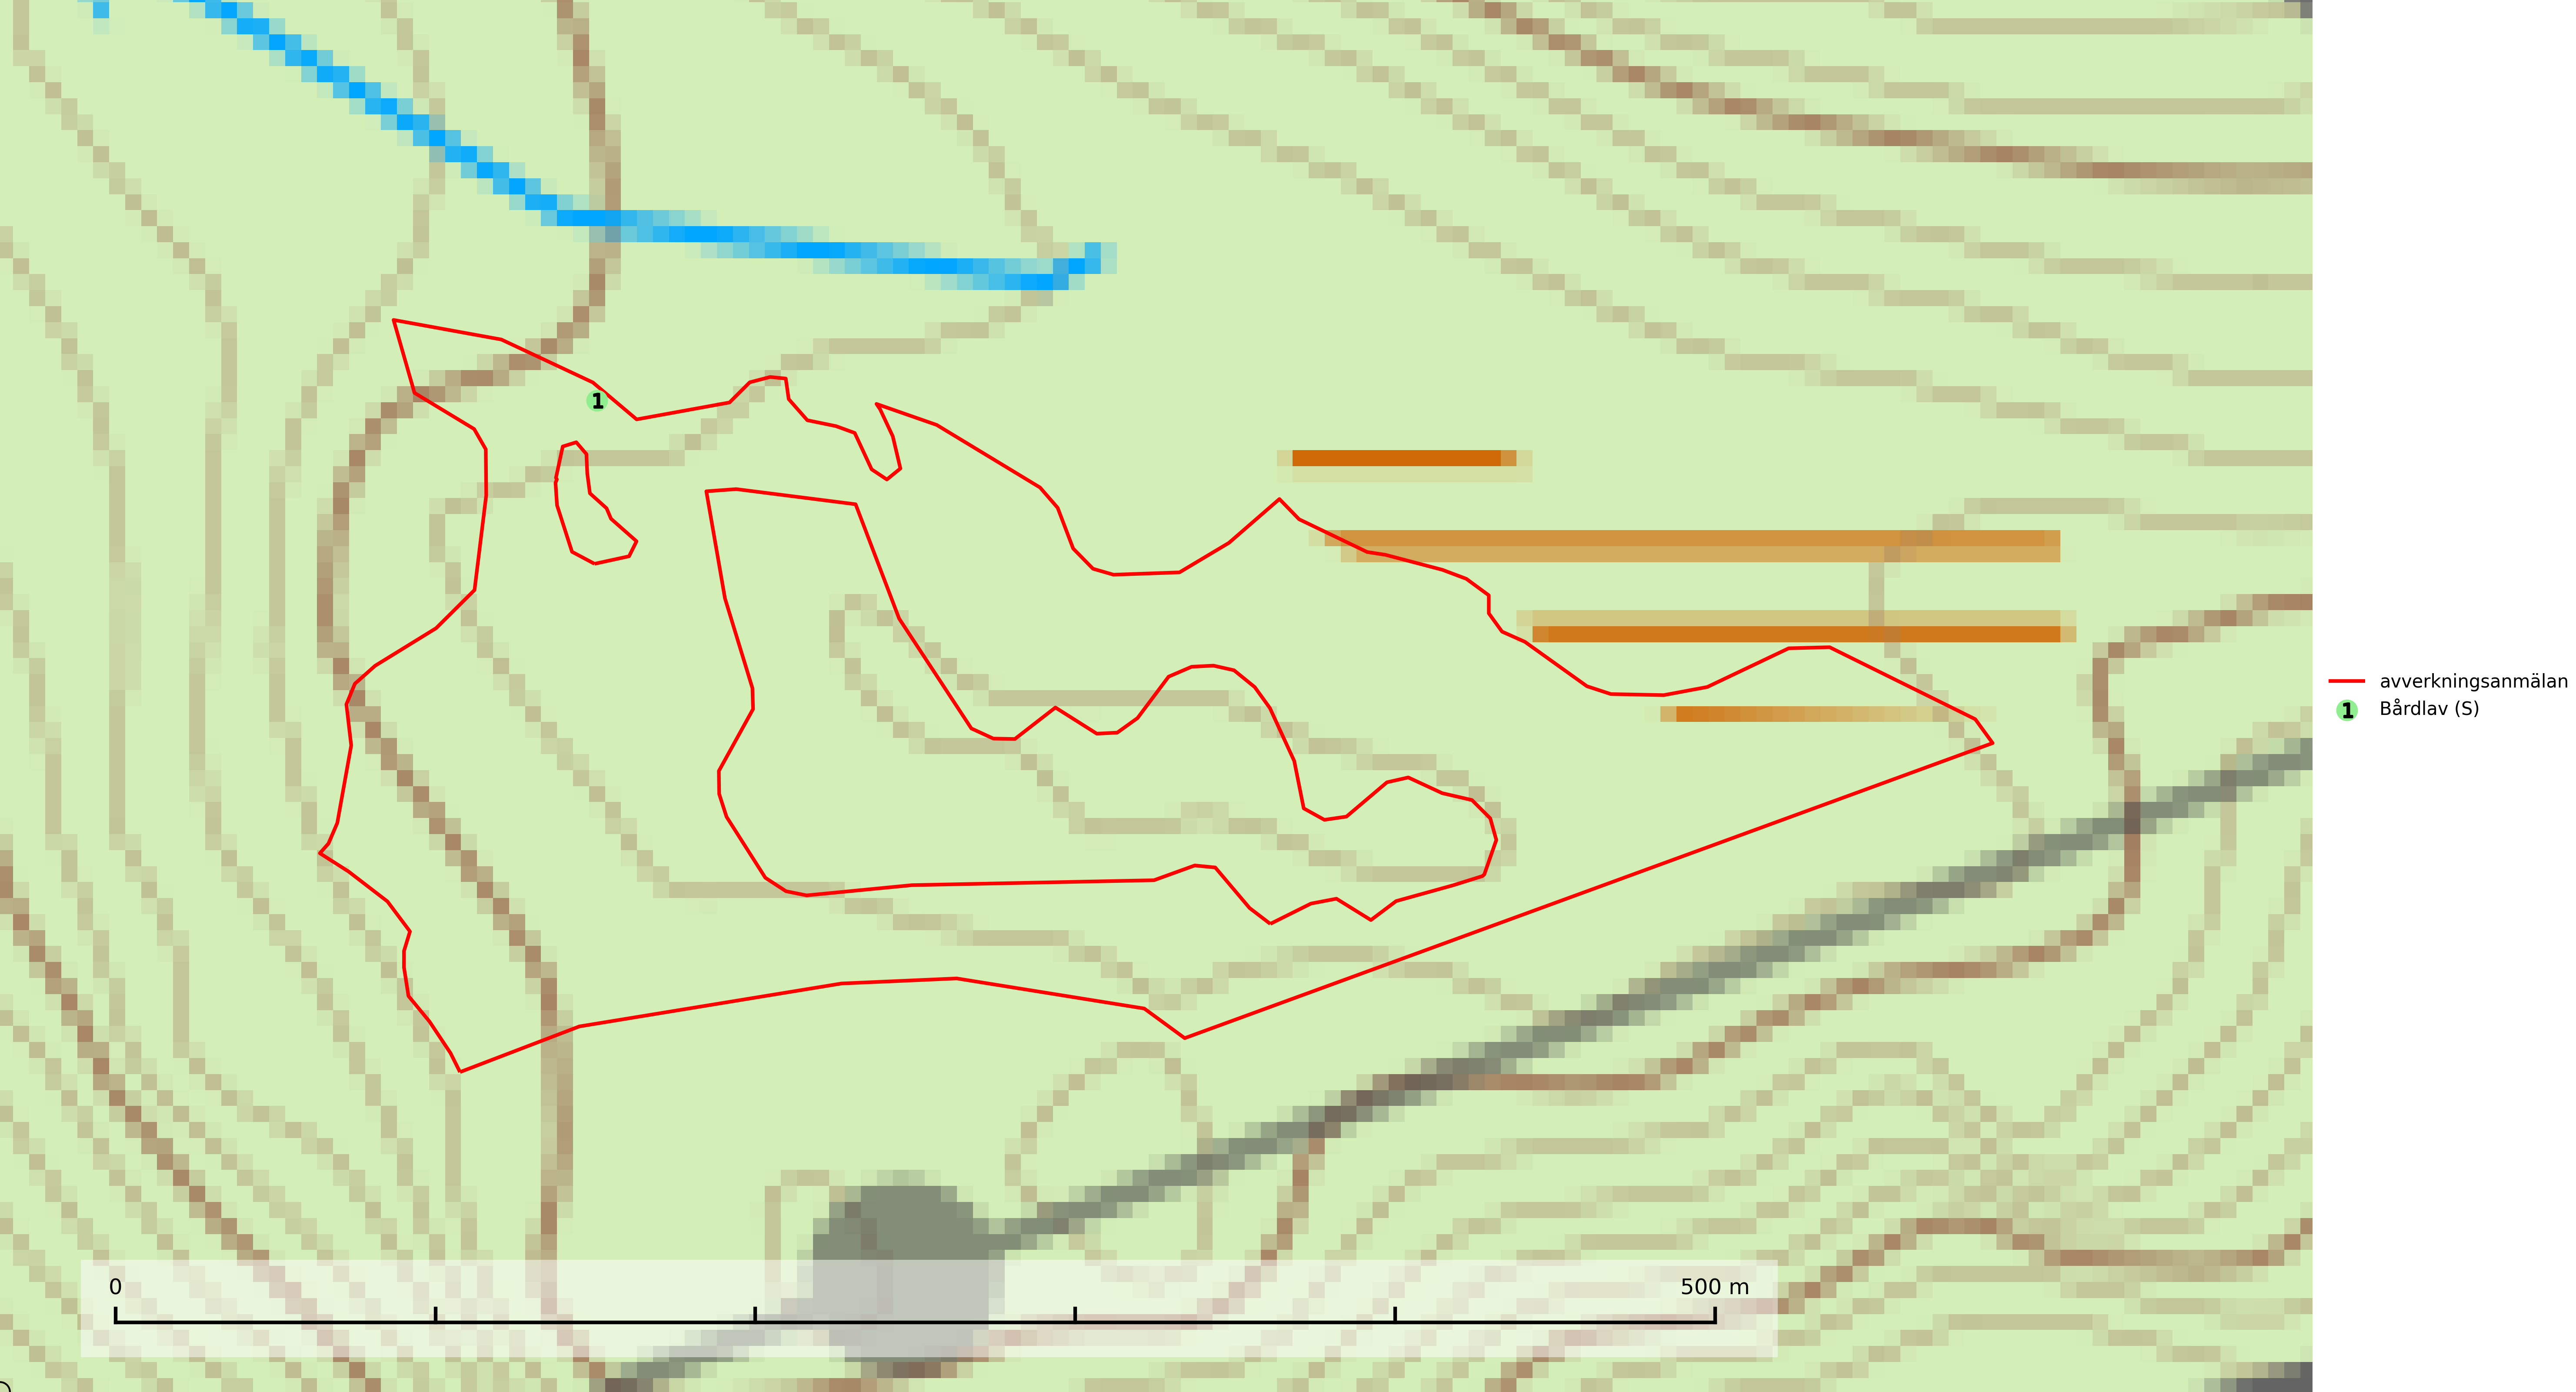 1
0
500 m
avverkningsanmälan
1 Bårdlav (S)